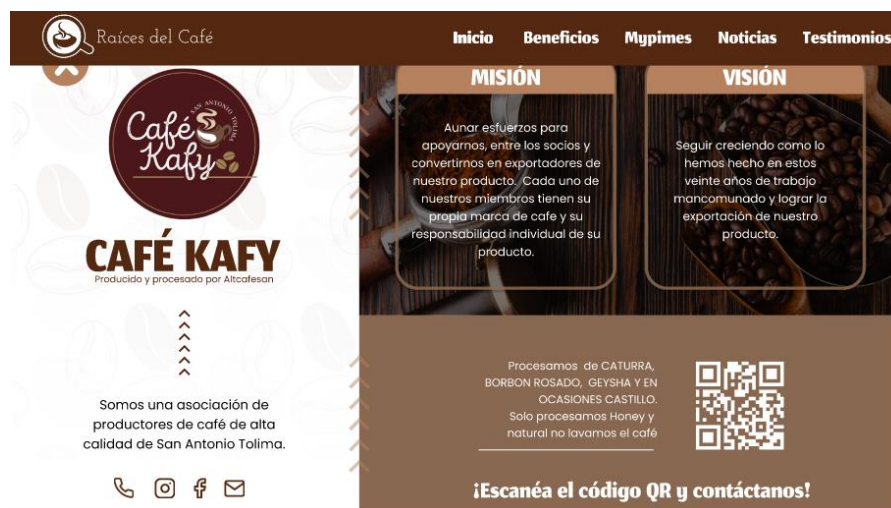 Raíces del Café
Inicio Beneficios Mypimes Noticias Testimonios
SAN ANTONIO TOLIMA
Café
Kafy
CAFÉ KAFY
Producido y procesado por Altcafesan
Somos una asociación de
productores de café de alta
calidad de San Antonio Tolima.
MISIÓN
Aunar esfuerzos para
apoyarnos, entre los socios y
convertirnos en exportadores de
nuestro producto. Cada uno de
nuestros miembros tienen su
propia marca de cafe y su
responsabilidad individual de su
producto.
VISIÓN
Seguir creciendo como lo
hemos hecho en estos
veinte años de trabajo
mancomunado y lograr la
exportación de nuestro
producto.
Procesamos de CATURRA,
BORBON ROSADO, GEYSHA Y EN
OCASIONES CASTILLO.
Solo procesamos Honey y
natural no lavamos el café
¡Escanéa el código QR y contáctanos!